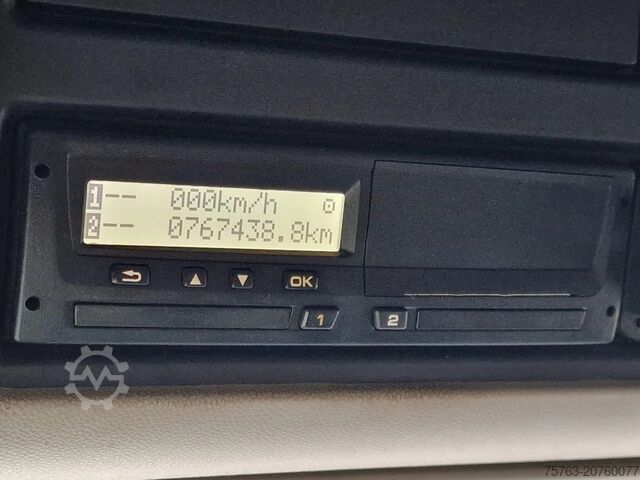 1-- 000km/h o
2-- 0767438.8km
OK
1 2
75763-20760077